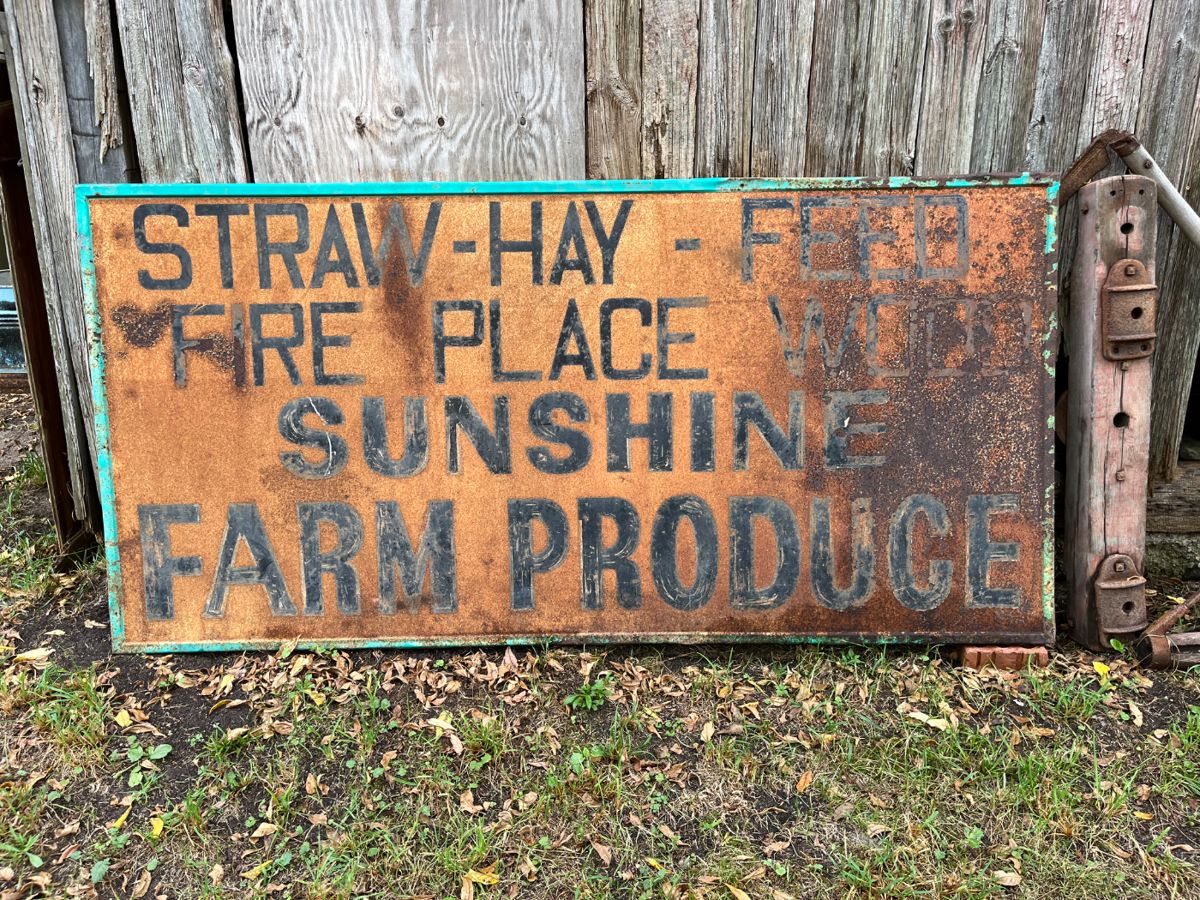 STRAW-HAY - FEED
FIRE PLACE WOOD
SUNSHINE
FARM PRODUCE